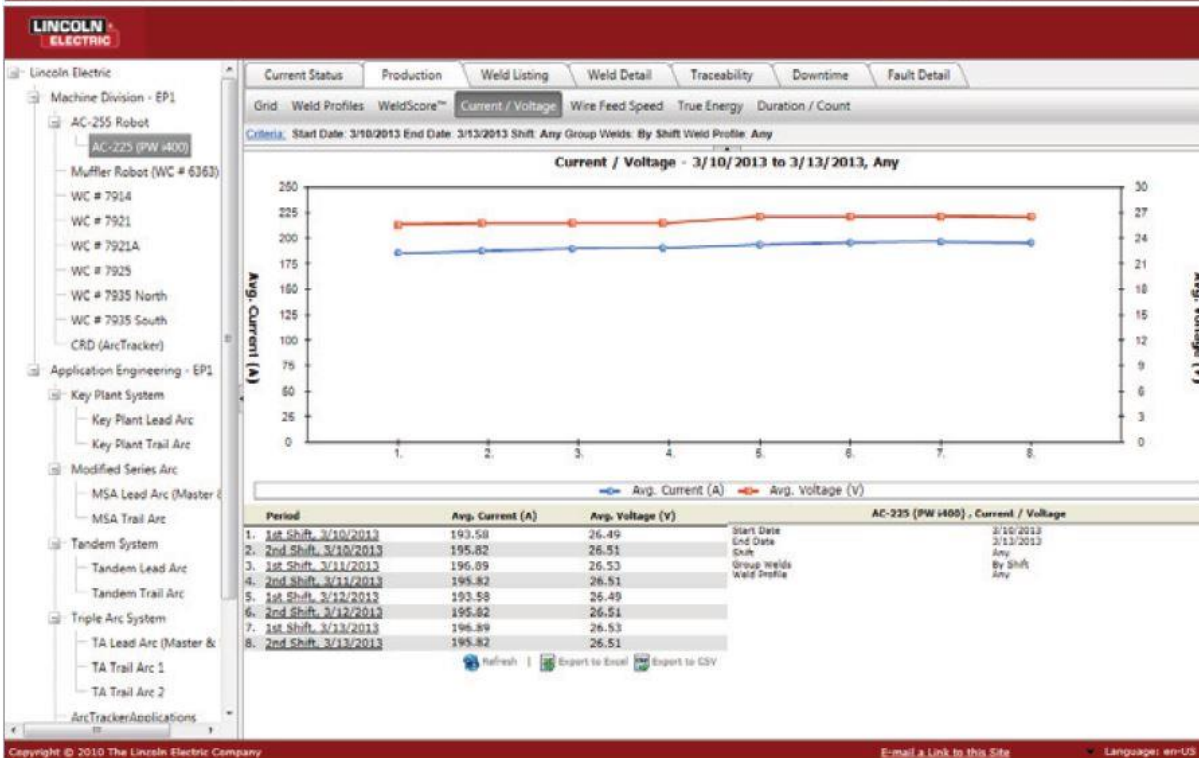 LINCOLN
ELECTRIC
Lincoln Electric
Machine Division - EP1
AC-255 Robot
AC-225 (PW i400)
Muffler Robot (WC # 6363)
WC # 7914
WC # 7921
WC # 7921A
WC # 7925
WC # 7935 North
WC # 7935 South
CRD (ArcTracker)
Application Engineering - EP1
Key Plant System
Key Plant Lead Arc
Key Plant Trail Arc
Modified Series Arc
MSA Lead Arc (Master &
MSA Trail Arc
Tandem System
Tandem Lead Arc
Tandem Trail Arc
Triple Arc System
TA Lead Arc (Master &
TA Trail Arc 1
TA Trail Arc 2
ArcTrackerApplications
Current Status Production Weld Listing Weld Detail Traceability Downtime Fault Detail
Grid Weld Profiles WeldScore™ Current / Voltage Wire Feed Speed True Energy Duration / Count
Criteria: Start Date: 3/10/2013 End Date: 3/13/2013 Shift: Any Group Welds: By Shift Weld Profile: Any
Current / Voltage - 3/10/2013 to 3/13/2013, Any
Avg. Current (A)
250
225
200
175
150
125
100
75
50
25
0
30
27
24
21
18
15
12
9
6
3
0
Avg. Voltage (V)
1. 2. 3. 4. 5. 6. 7. 8.
Avg. Current (A) Avg. Voltage (V)
Period Avg. Current (A) Avg. Voltage (V)
1. 1st Shift, 3/10/2013 193.58 26.49
2. 2nd Shift, 3/10/2013 195.82 26.51
3. 1st Shift, 3/11/2013 196.89 26.53
4. 2nd Shift, 3/11/2013 195.82 26.51
5. 1st Shift, 3/12/2013 193.58 26.49
6. 2nd Shift, 3/12/2013 195.82 26.51
7. 1st Shift, 3/13/2013 196.89 26.53
8. 2nd Shift, 3/13/2013 195.82 26.51
AC-225 (PW i400) , Current / Voltage
Start Date 3/10/2013
End Date 3/13/2013
Shift Any
Group Welds By Shift
Weld Profile Any
Refresh | Export to Excel Export to CSV
Copyright © 2010 The Lincoln Electric Company
E-mail a Link to this Site
Language: en-US